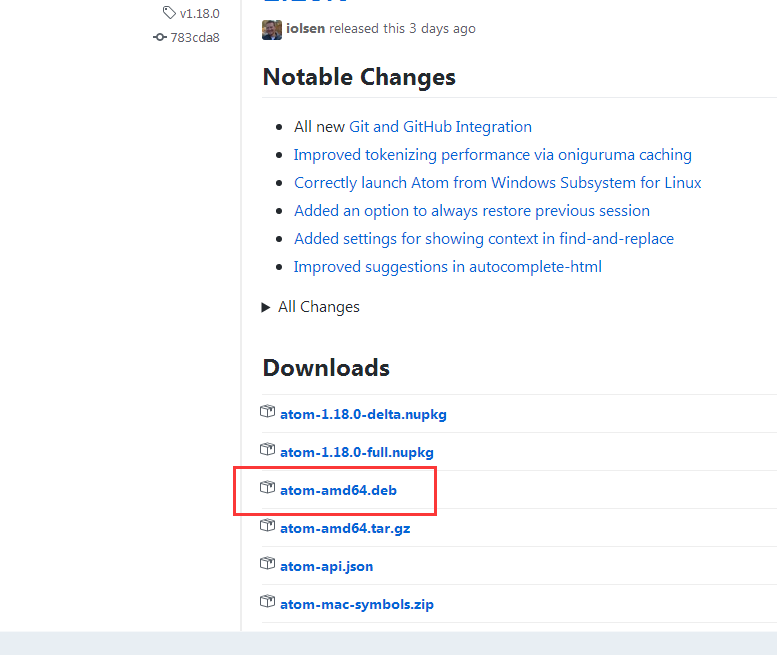 v1.18.0
783cda8
iolsen released this 3 days ago
Notable Changes
All new Git and GitHub Integration
Improved tokenizing performance via oniguruma caching
Correctly launch Atom from Windows Subsystem for Linux
Added an option to always restore previous session
Added settings for showing context in find-and-replace
Improved suggestions in autocomplete-html
All Changes
Downloads
atom-1.18.0-delta.nupkg
atom-1.18.0-full.nupkg
atom-amd64.deb
atom-amd64.tar.gz
atom-api.json
atom-mac-symbols.zip